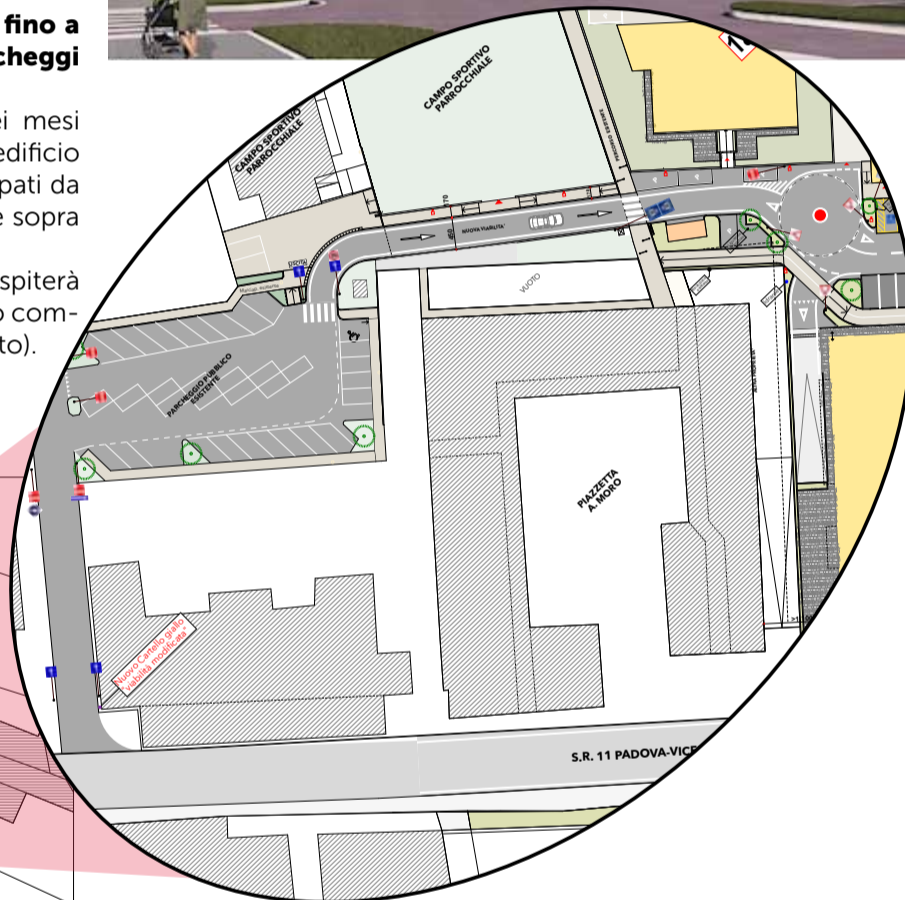 fino a
cheggi
ei mesi
edificio
pati da
e sopra
spiterà
o com-
to).
CAMPO SPORTIVO
PARROCCHIALE
CAMPO SPORTIVO
PARROCCHIALE
NUOVA VIABILITA'
VUOTO
PARCHEGGIO PUBBLICO
ESISTENTE
PIAZZETTA
A. MORO
Nuovo Cartello giallo
"viabilità modificata"
S.R. 11 PADOVA-VICE